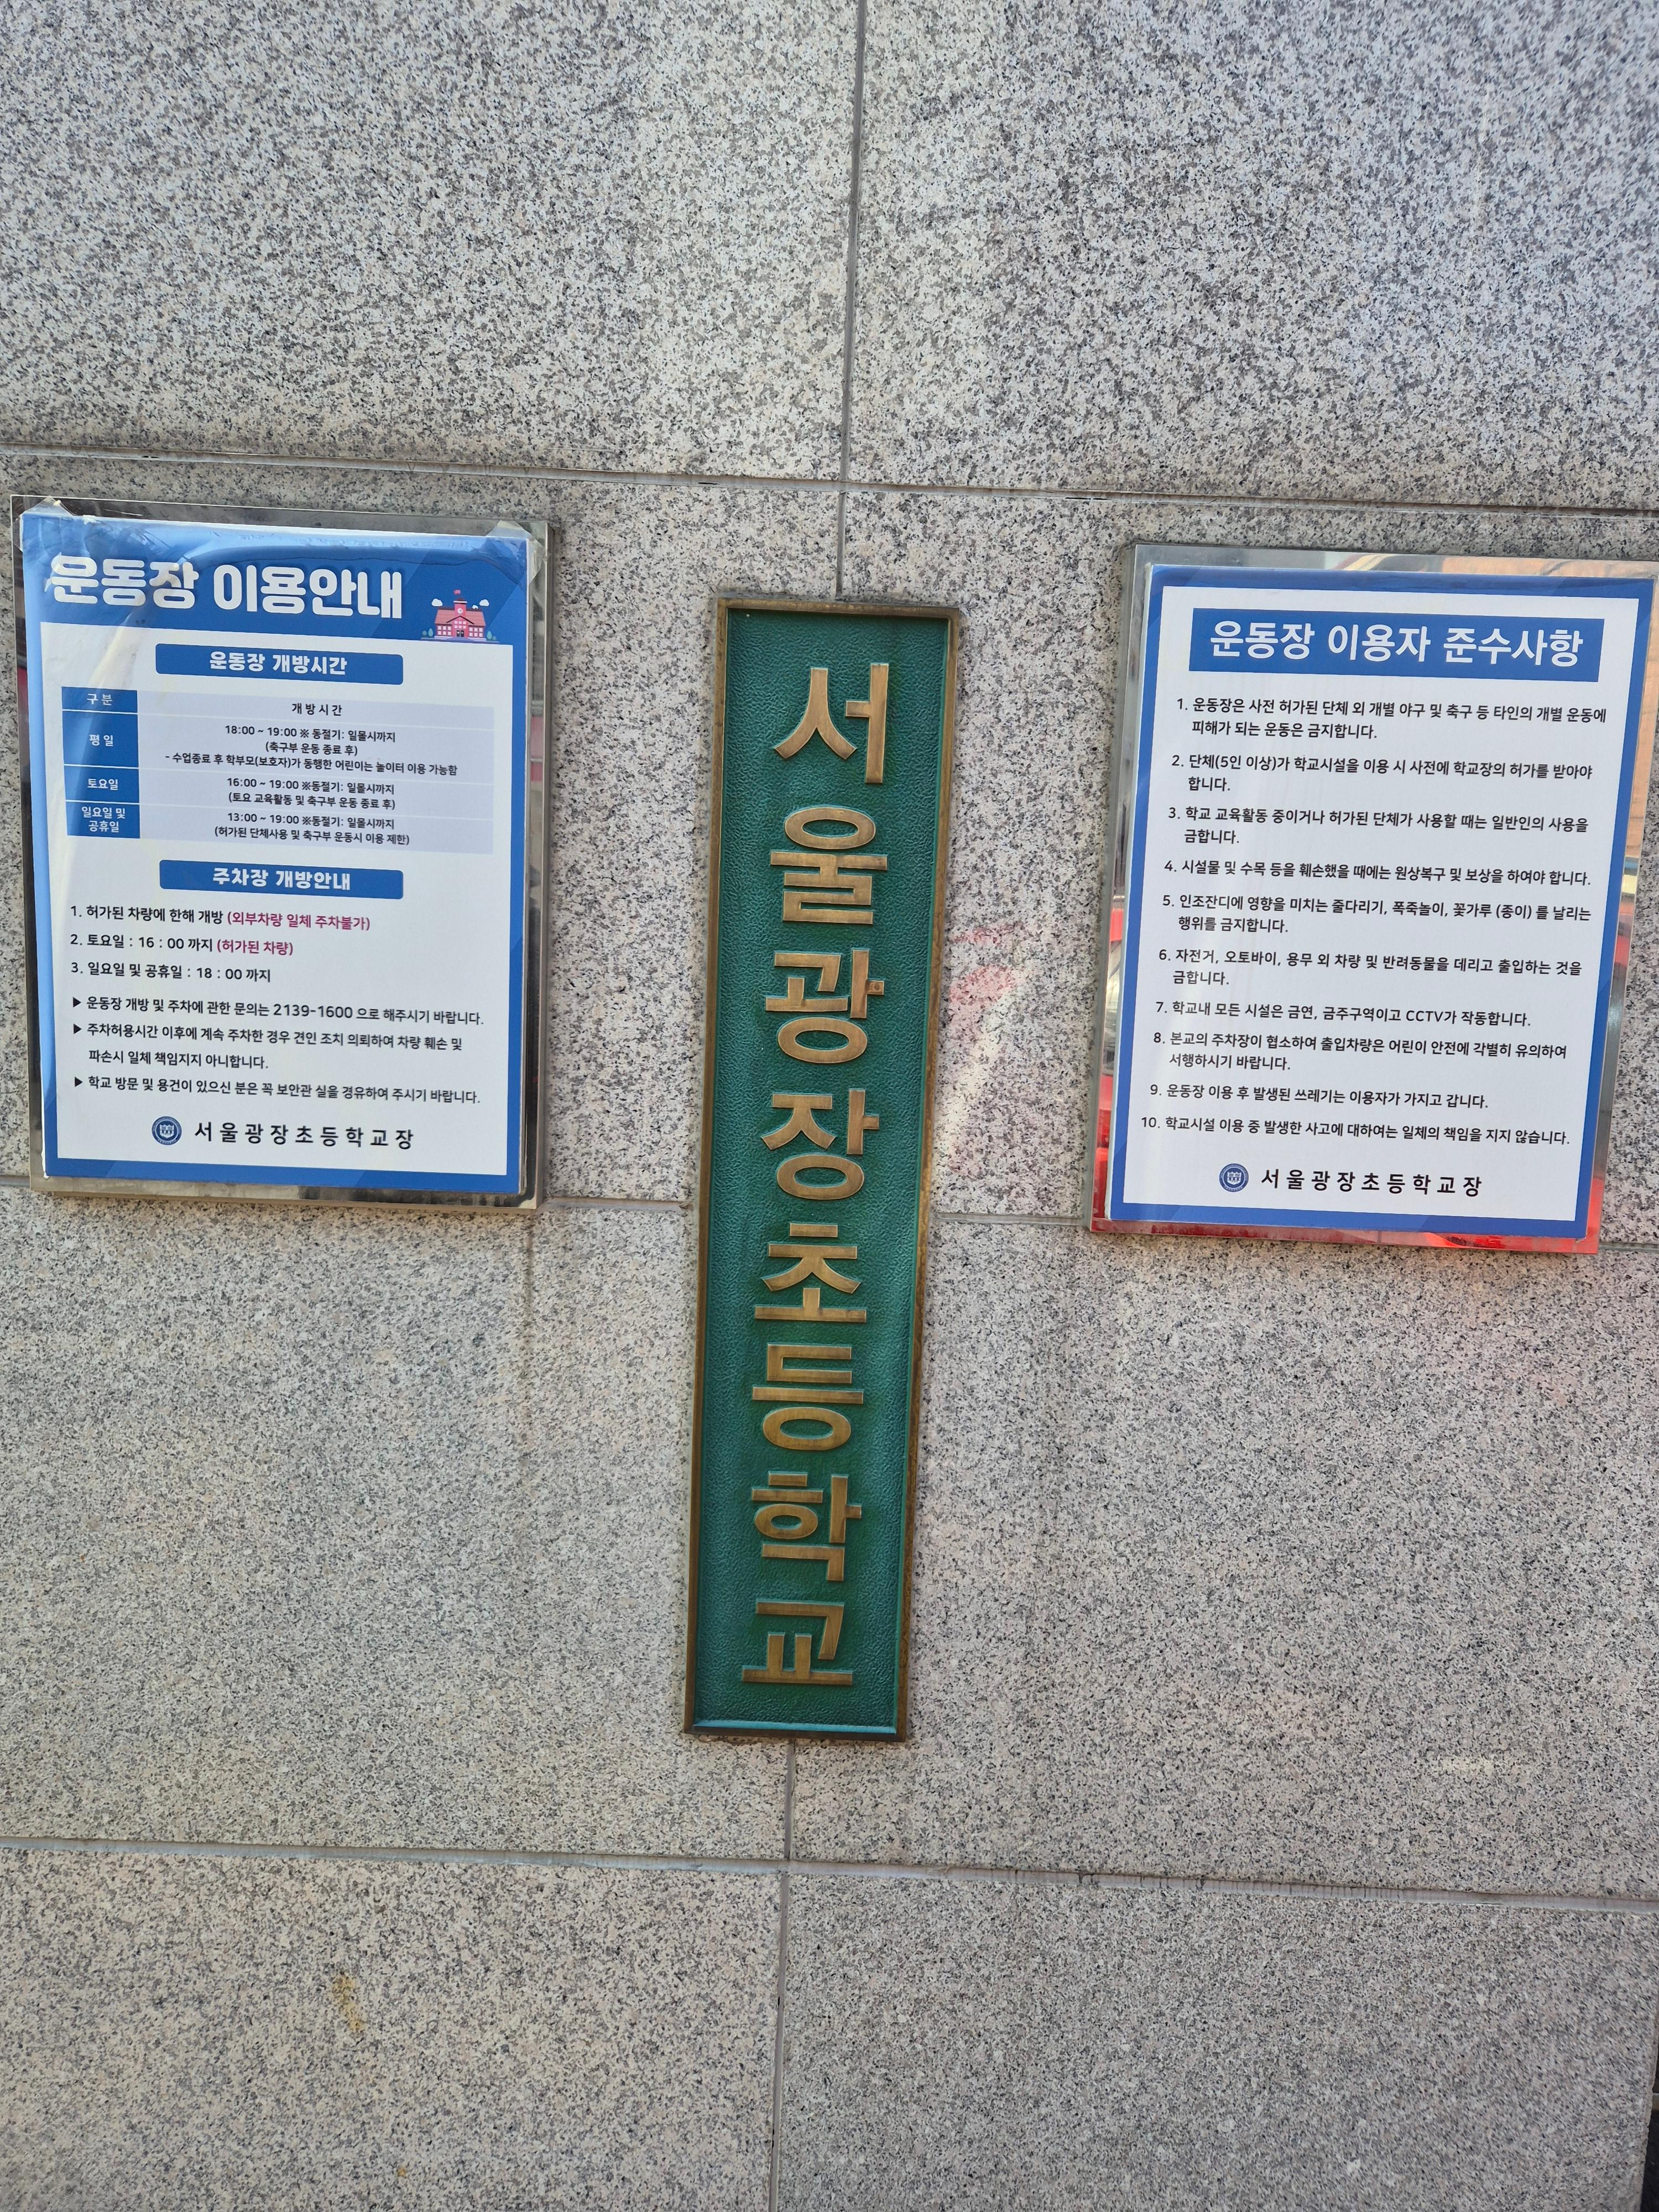 운동장 이용안내
운동장 개방시간
구 분
개 방 시 간
평 일
18:00 ~ 19:00 ※ 동절기: 일몰시까지
(축구부 운동 종료 후)
- 수업종료 후 학부모(보호자)가 동행한 어린이는 놀이터 이용 가능함
토요일
16:00 ~ 19:00 ※동절기: 일몰시까지
(토요 교육활동 및 축구부 운동 종료 후)
일요일 및
공휴일
13:00 ~ 19:00 ※동절기: 일몰시까지
(허가된 단체사용 및 축구부 운동시 이용 제한)
주차장 개방안내
1. 허가된 차량에 한해 개방 (외부차량 일체 주차불가)
2. 토요일 : 16 : 00 까지 (허가된 차량)
3. 일요일 및 공휴일 : 18 : 00 까지
▶ 운동장 개방 및 주차에 관한 문의는 2139-1600 으로 해주시기 바랍니다.
▶ 주차허용시간 이후에 계속 주차한 경우 견인 조치 의뢰하여 차량 훼손 및
파손시 일체 책임지지 아니합니다.
▶ 학교 방문 및 용건이 있으신 분은 꼭 보안관 실을 경유하여 주시기 바랍니다.
서울광장초등학교장
서울광장초등학교
운동장 이용자 준수사항
1. 운동장은 사전 허가된 단체 외 개별 야구 및 축구 등 타인의 개별 운동에
피해가 되는 운동은 금지합니다.
2. 단체(5인 이상)가 학교시설을 이용 시 사전에 학교장의 허가를 받아야
합니다.
3. 학교 교육활동 중이거나 허가된 단체가 사용할 때는 일반인의 사용을
금합니다.
4. 시설물 및 수목 등을 훼손했을 때에는 원상복구 및 보상을 하여야 합니다.
5. 인조잔디에 영향을 미치는 줄다리기, 폭죽놀이, 꽃가루 (종이) 를 날리는
행위를 금지합니다.
6. 자전거, 오토바이, 용무 외 차량 및 반려동물을 데리고 출입하는 것을
금합니다.
7. 학교내 모든 시설은 금연, 금주구역이고 CCTV가 작동합니다.
8. 본교의 주차장이 협소하여 출입차량은 어린이 안전에 각별히 유의하여
서행하시기 바랍니다.
9. 운동장 이용 후 발생된 쓰레기는 이용자가 가지고 갑니다.
10. 학교시설 이용 중 발생한 사고에 대하여는 일체의 책임을 지지 않습니다.
서울광장초등학교장